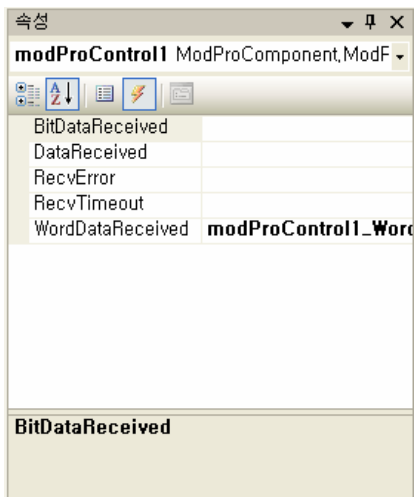 속성
modProControl1 ModProComponent,ModF
BitDataReceived
DataReceived
RecvError
RecvTimeout
WordDataReceived modProControl1_Word
BitDataReceived